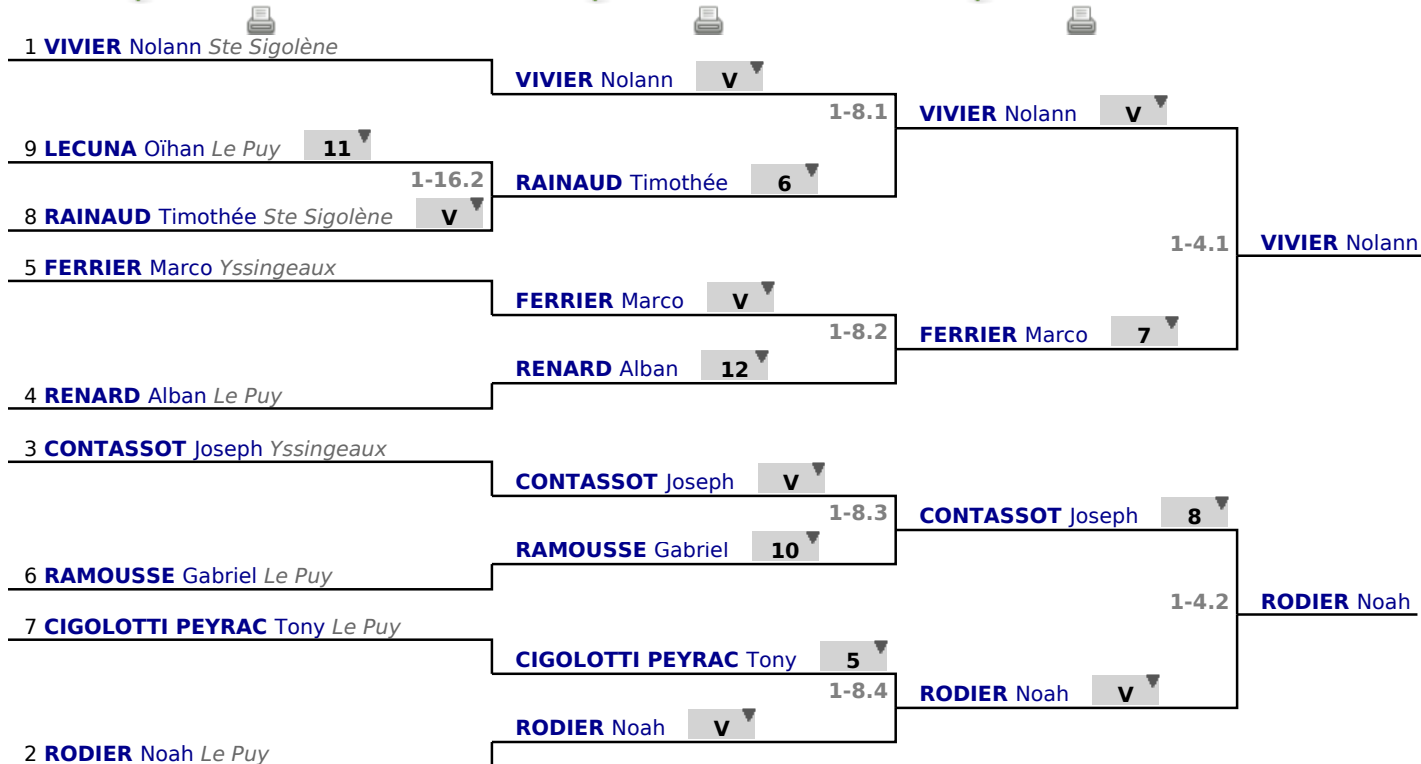 1 VIVIER Nolann Ste Sigolène
9 LECUNA Oïhan Le Puy 11
1-16.2
8 RAINAUD Timothée Ste Sigolène V
5 FERRIER Marco Yssingeaux
4 RENARD Alban Le Puy
3 CONTASSOT Joseph Yssingeaux
6 RAMOUSSE Gabriel Le Puy
7 CIGOLOTTI PEYRAC Tony Le Puy
2 RODIER Noah Le Puy
VIVIER Nolann V
1-8.1
RAINAUD Timothée 6
FERRIER Marco V
1-8.2
RENARD Alban 12
CONTASSOT Joseph V
1-8.3
RAMOUSSE Gabriel 10
CIGOLOTTI PEYRAC Tony 5
1-8.4
RODIER Noah V
VIVIER Nolann V
1-4.1
FERRIER Marco 7
CONTASSOT Joseph 8
1-4.2
RODIER Noah V
VIVIER Nolann
RODIER Noah